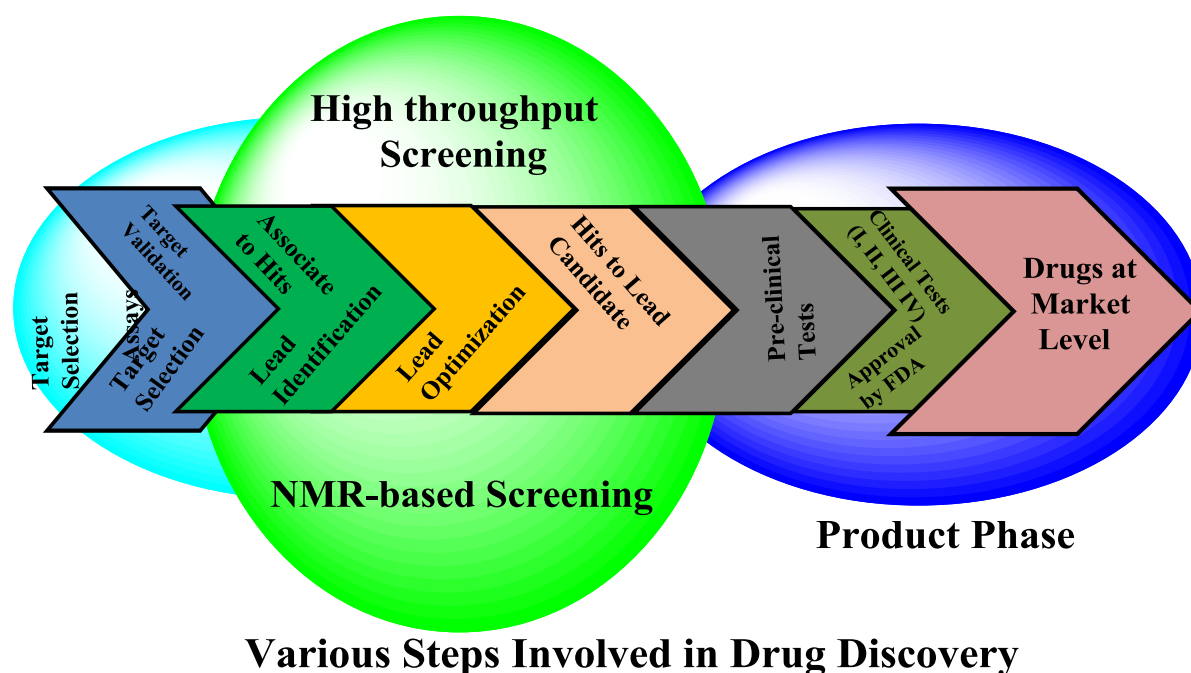 High throughput
Screening
Target
Selection
Target
Validation
Assays
Target
Selection
Associate
to Hits
Lead
Identification
Lead
Optimization
Hits to Lead
Candidate
Pre-clinical
Tests
Clinical Tests
(I, II, III IV)
Approval
by FDA
Drugs at
Market
Level
NMR-based Screening
Product Phase
Various Steps Involved in Drug Discovery